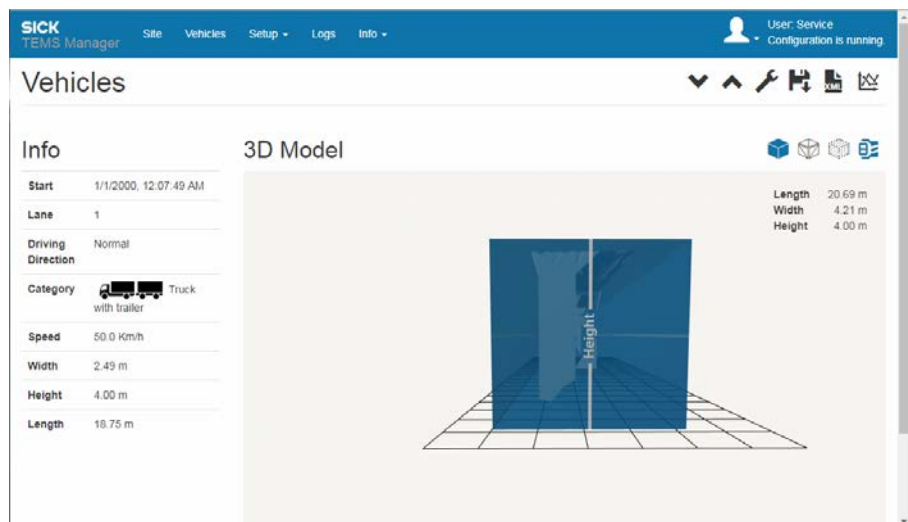 SICK
TEMS Manager
Site
Vehicles
Setup
Logs
Info
User: Service
Configuration is running.
Vehicles
XML
Info
Start 1/1/2000, 12:07:49 AM
Lane 1
Driving
Direction
Normal
Category Truck
with trailer
Speed 50.0 Km/h
Width 2.49 m
Height 4.00 m
Length 18.75 m
3D Model
Length 20.69 m
Width 4.21 m
Height 4.00 m
Height